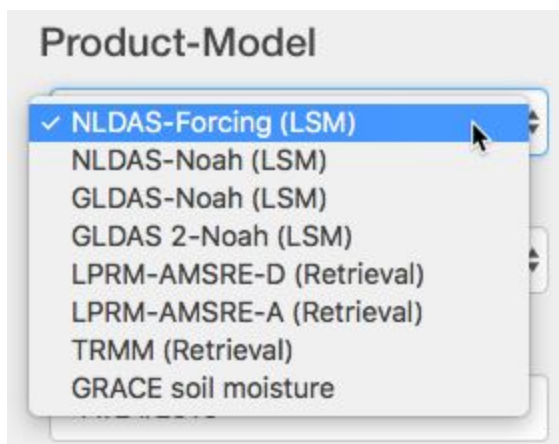 Product-Model
✓ NLDAS-Forcing (LSM)
NLDAS-Noah (LSM)
GLDAS-Noah (LSM)
GLDAS 2-Noah (LSM)
LPRM-AMSRE-D (Retrieval)
LPRM-AMSRE-A (Retrieval)
TRMM (Retrieval)
GRACE soil moisture